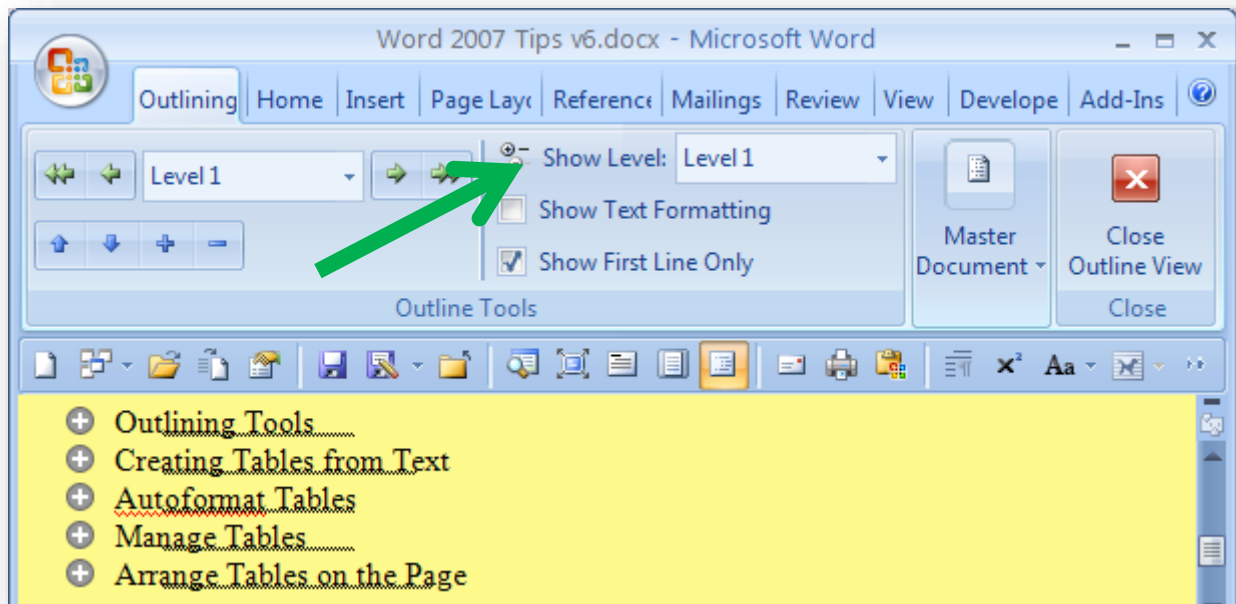 Word 2007 Tips v6.docx - Microsoft Word
Outlining Home Insert Page Layo Reference Mailings Review View Develope Add-Ins
Level 1
Show Level: Level 1
Show Text Formatting
Show First Line Only
Master Document
Close Outline View
Outline Tools
Close
Aa
Outlining Tools
Creating Tables from Text
Autoformat Tables
Manage Tables
Arrange Tables on the Page